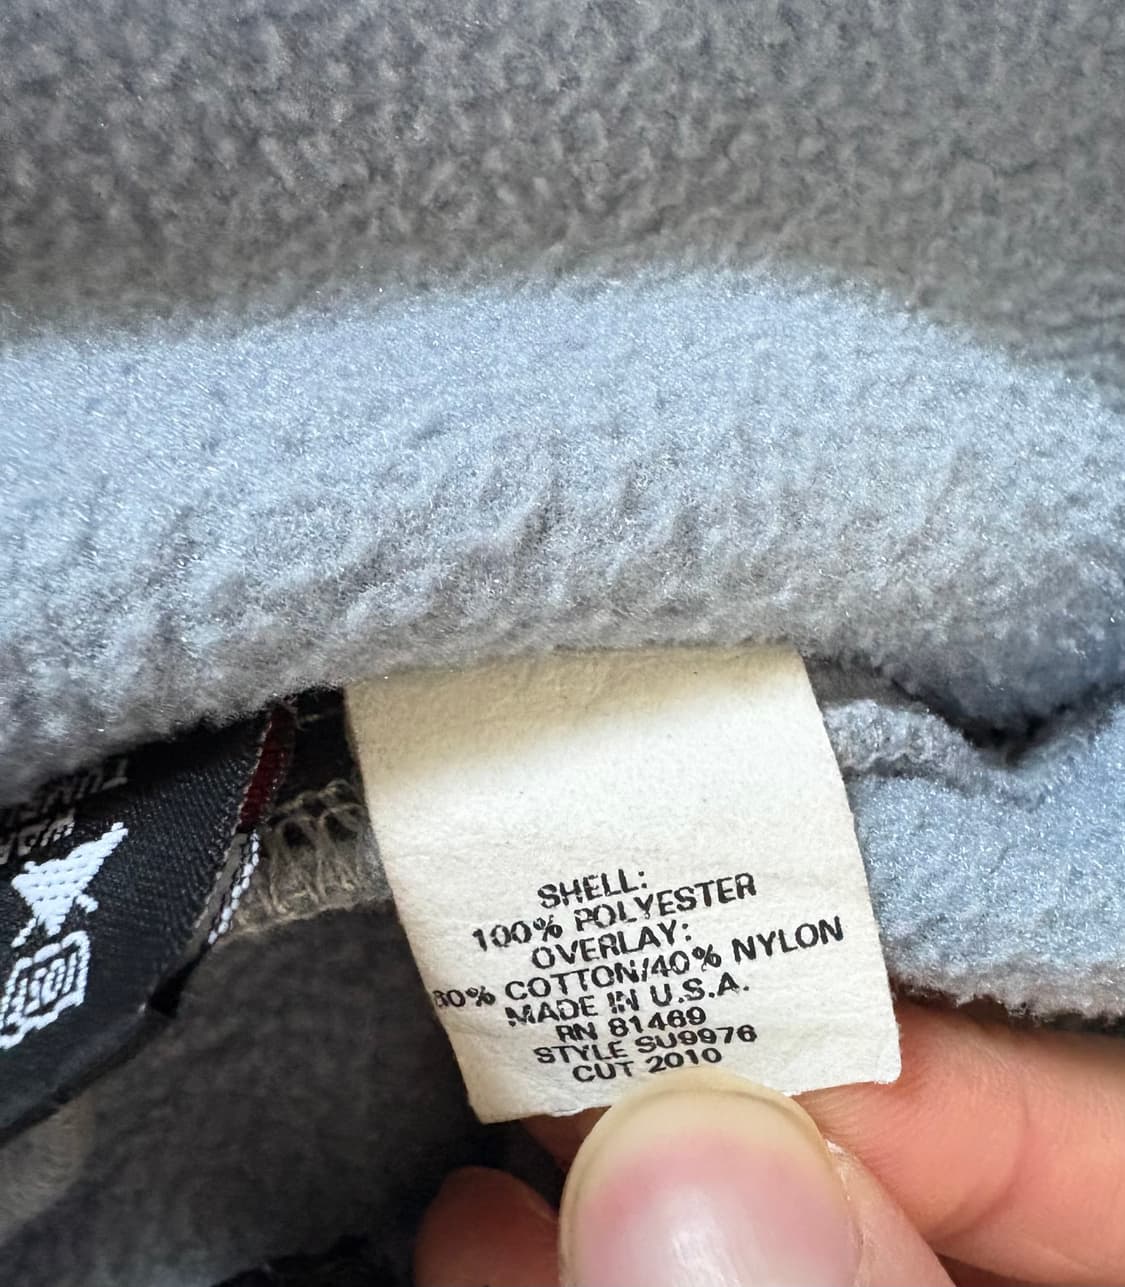 SHELL:
100% POLYESTER
OVERLAY:
60% COTTON/40% NYLON
MADE IN U.S.A.
RN 81469
STYLE SU9976
CUT 2010